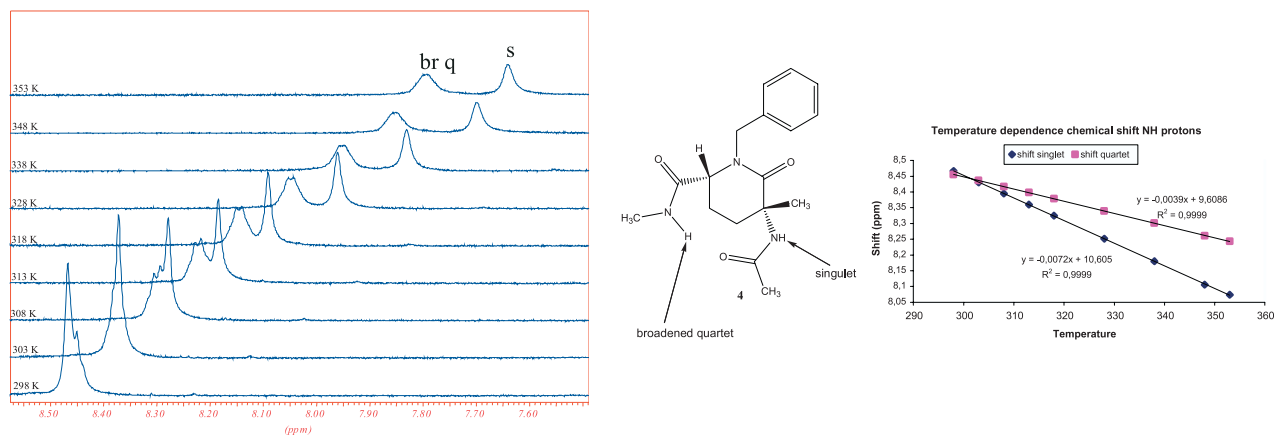 br q
s
353 K
348 K
338 K
328 K
318 K
313 K
308 K
303 K
298 K
8.50 8.40 8.30 8.20 8.10 8.00 7.90 7.80 7.70 7.60
(ppm)
H
N
O
O
CH3
H3C
N
H
HN
O
singulet
CH3
4
broadened quartet
Temperature dependence chemical shift NH protons
shift singlet shift quartet
8,5
8,45
8,4
8,35
8,3
8,25
8,2
8,15
8,1
8,05
Shift (ppm)
y = -0,0039x + 9,6086
R2 = 0,9999
y = -0,0072x + 10,605
R2 = 0,9999
290 300 310 320 330 340 350 360
Temperature